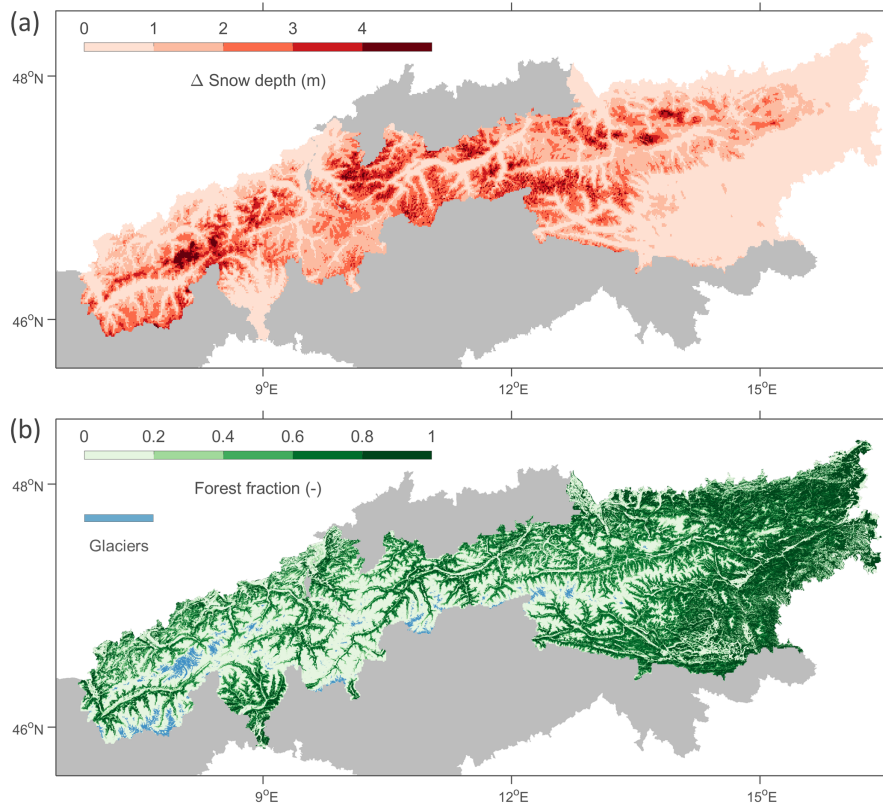 (a)
0 1 2 3 4
Δ Snow depth (m)
48°N
46°N
9°E 12°E 15°E
(b)
0 0.2 0.4 0.6 0.8 1
Forest fraction (-)
48°N
Glaciers
46°N
9°E 12°E 15°E